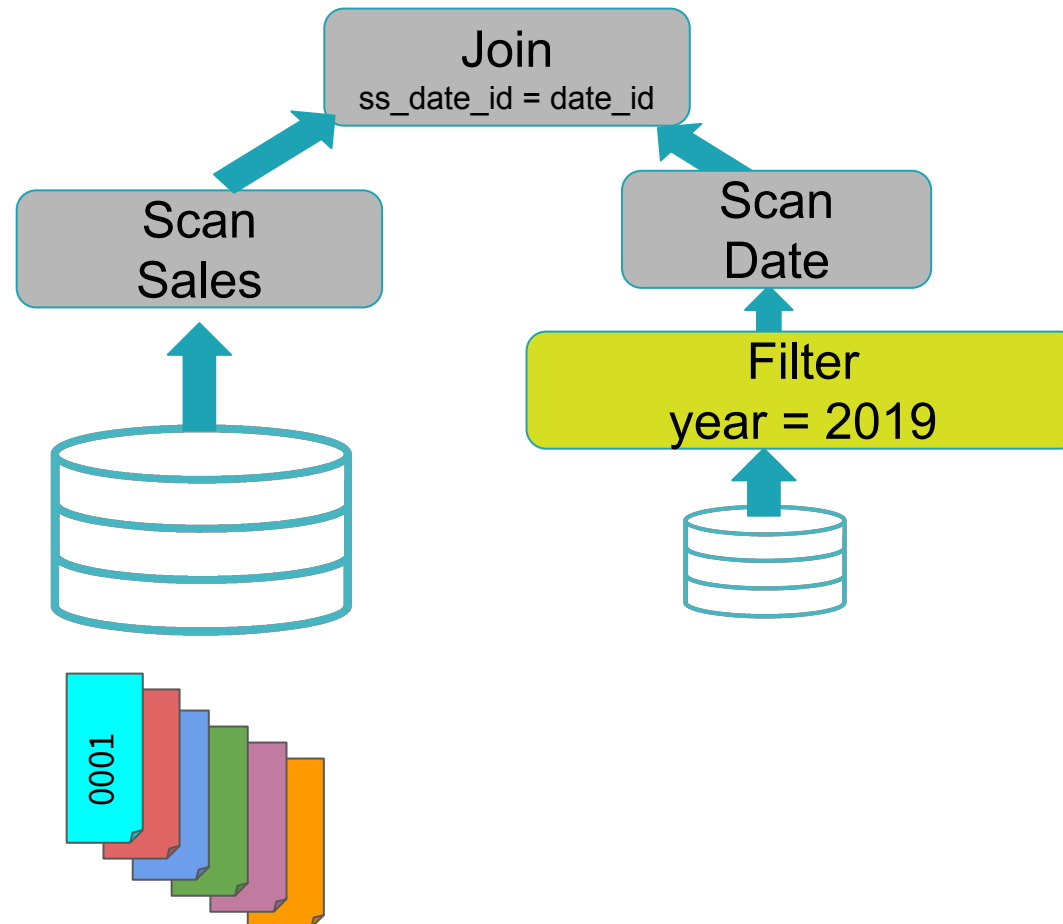 Join
ss_date_id = date_id
Scan
Sales
Scan
Date
Filter
year = 2019
0001